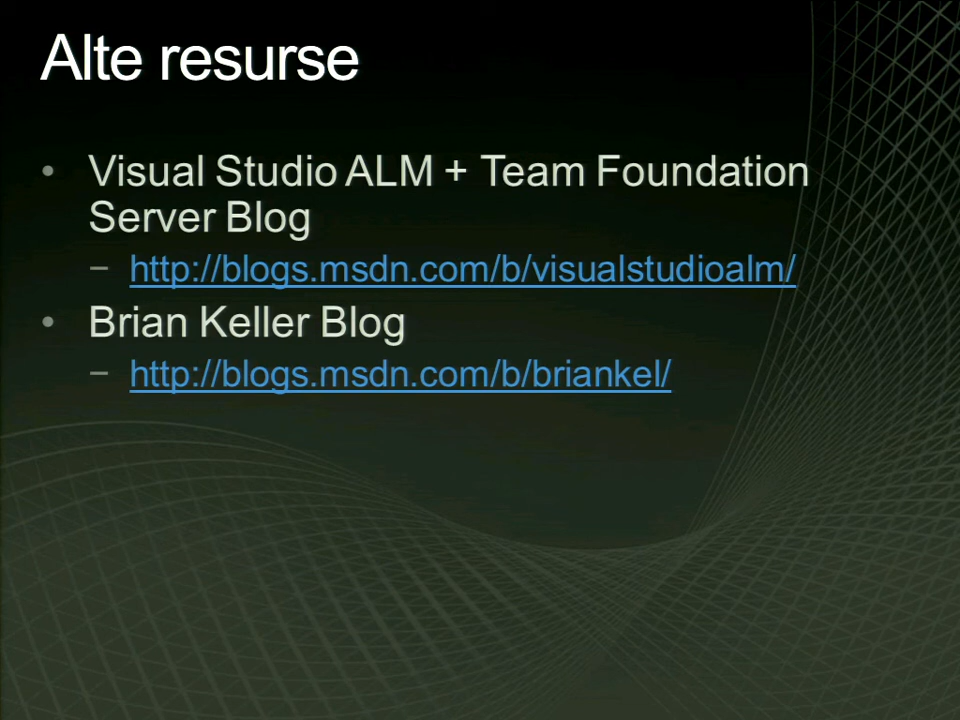 Alte resurse
• Visual Studio ALM + Team Foundation
Server Blog
– http://blogs.msdn.com/b/visualstudioalm/
• Brian Keller Blog
– http://blogs.msdn.com/b/briankel/